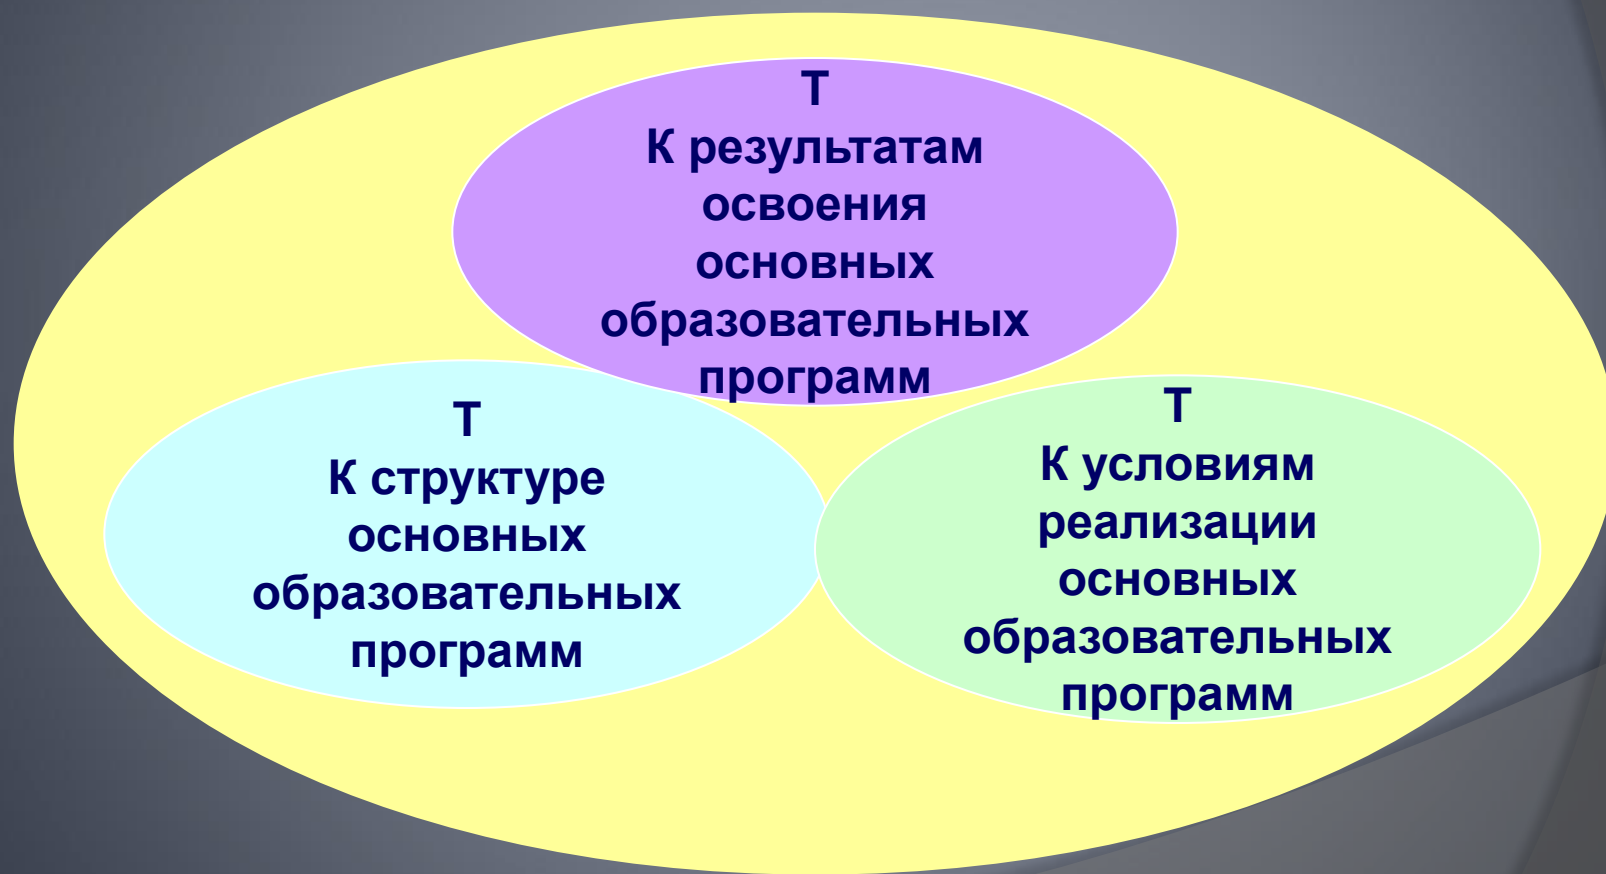 Т
К результатам
освоения
основных
образовательных
программ
Т
К структуре
основных
образовательных
программ
Т
К условиям
реализации
основных
образовательных
программ